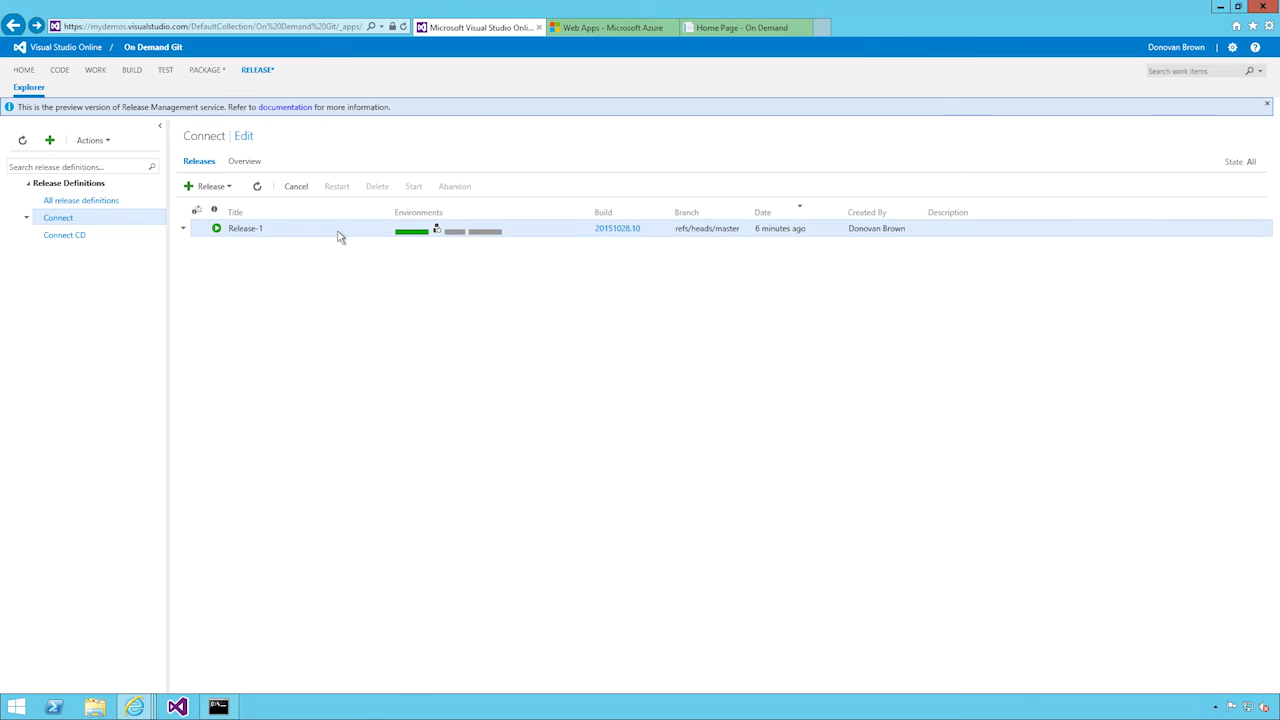 https://mydemos.visualstudio.com/DefaultCollection/On%20Demand%20Git/_apps/
Microsoft Visual Studio Onli...
Web Apps - Microsoft Azure
Home Page - On Demand
Visual Studio Online / On Demand Git
Donovan Brown
HOME CODE WORK BUILD TEST PACKAGE* RELEASE*
Search work items
Explorer
This is the preview version of Release Management service. Refer to documentation for more information.
Connect | Edit
Actions
Releases Overview
State All
Search release definitions...
Release Definitions
Release Cancel Restart Delete Start Abandon
All release definitions
Title Environments Build Branch Date Created By Description
Connect
Release-1 20151028.10 refs/heads/master 6 minutes ago Donovan Brown
Connect CD